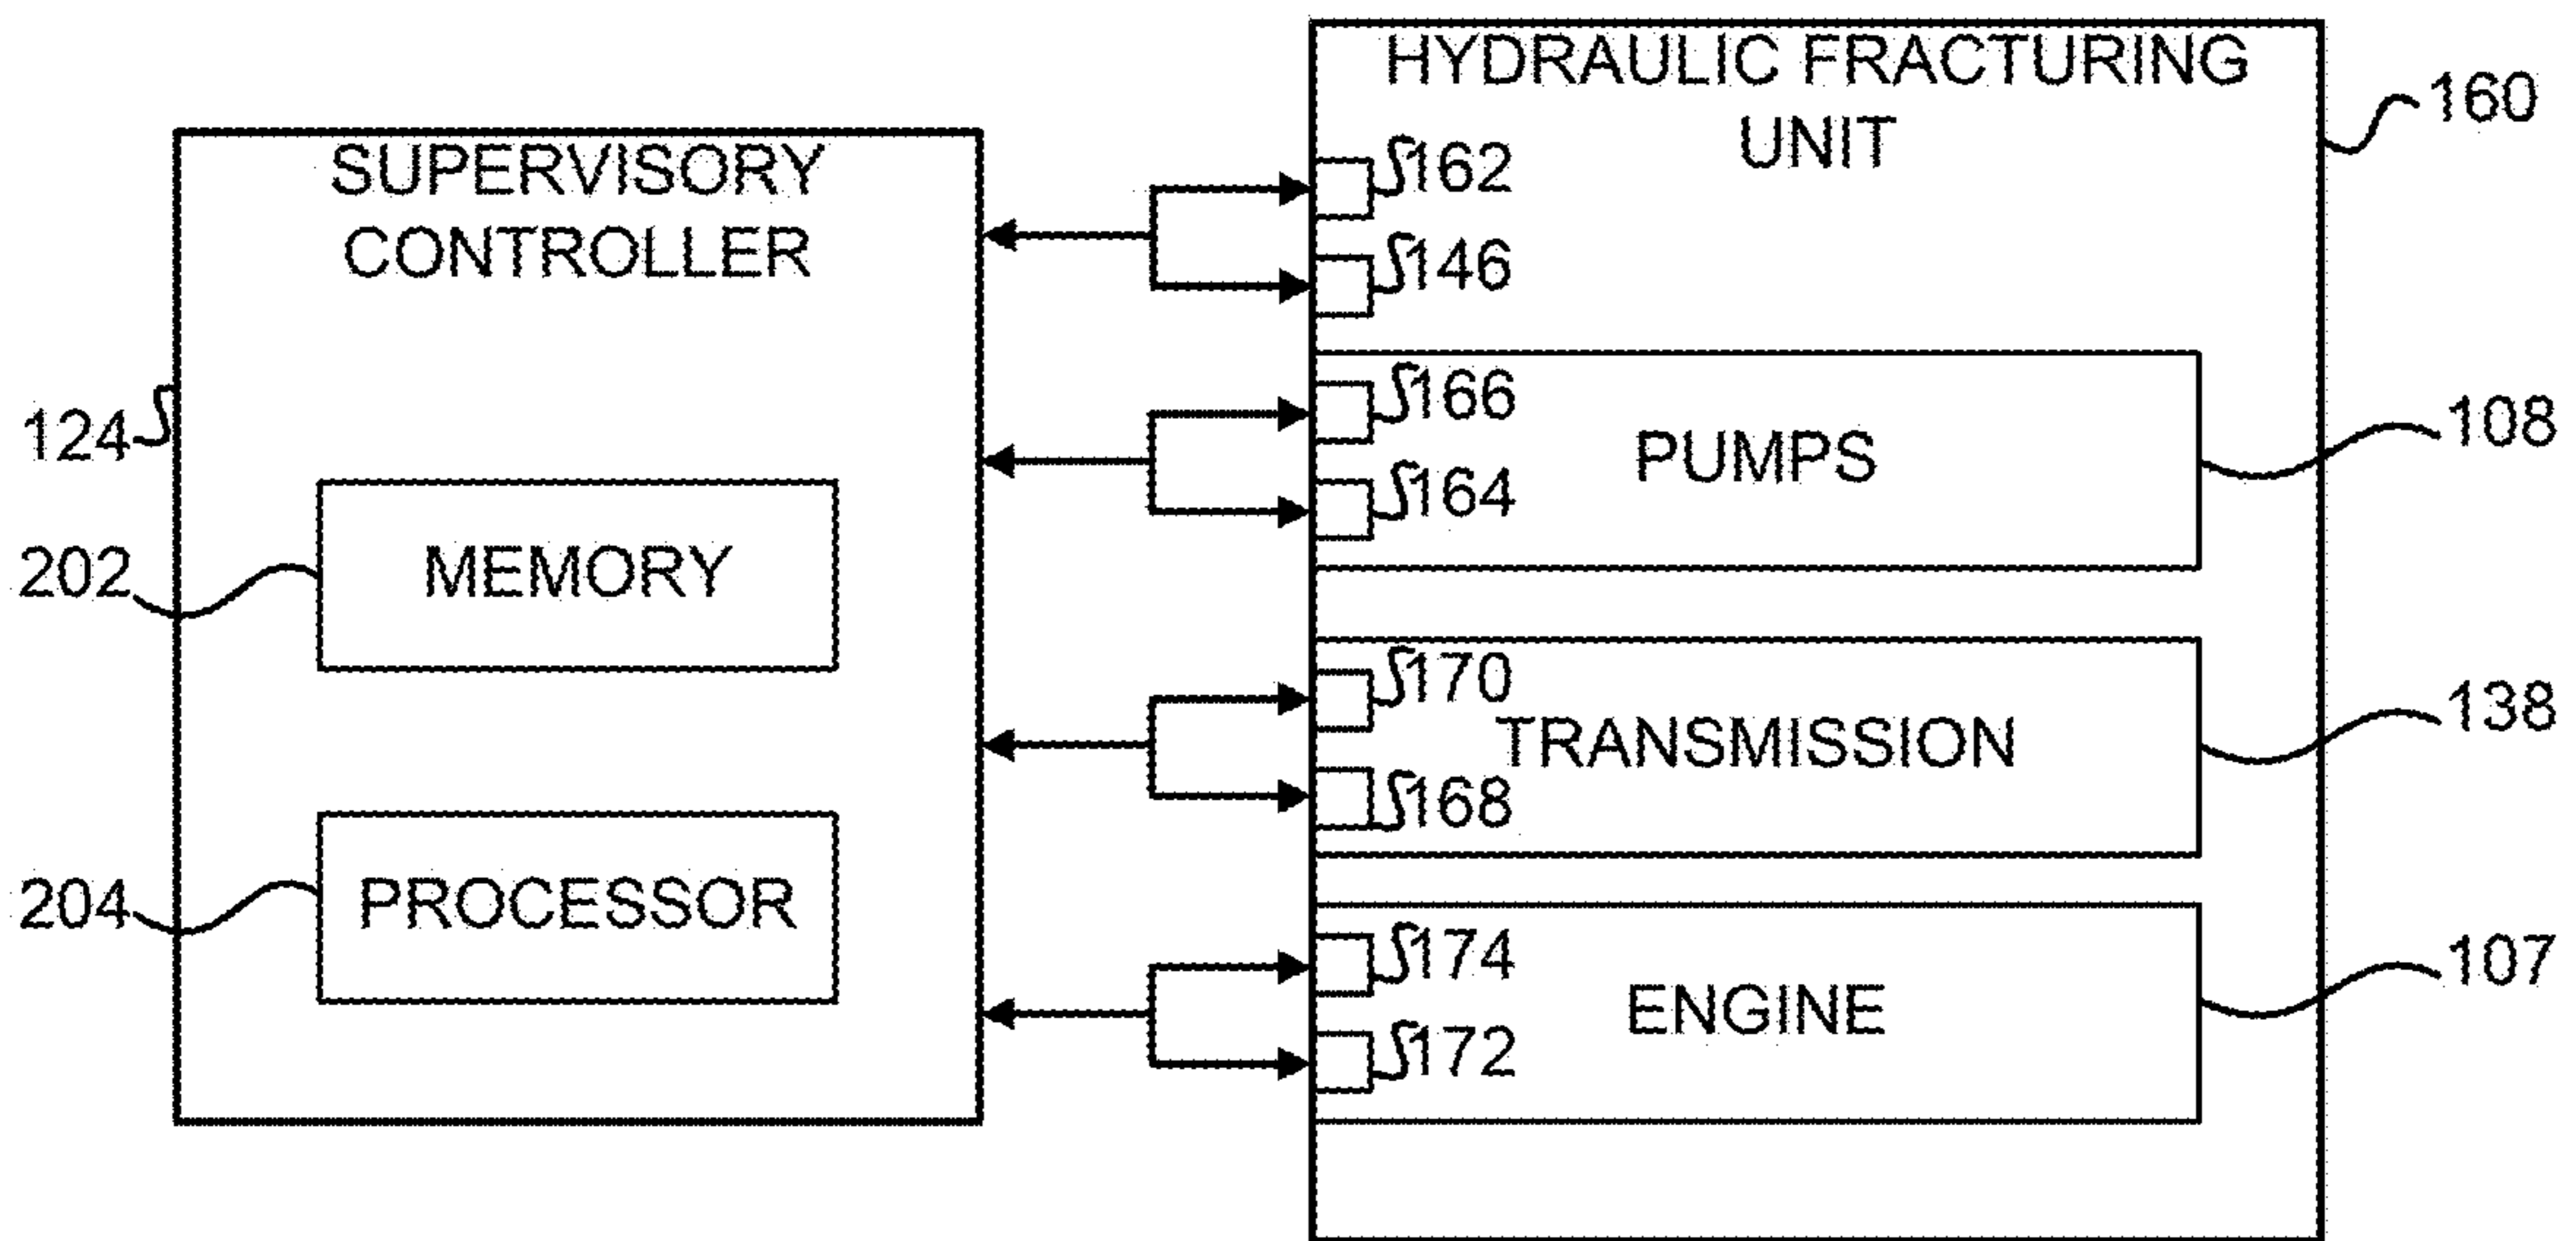 HYDRAULIC FRACTURING
UNIT
160
SUPERVISORY
CONTROLLER
162
146
124
166
164
PUMPS
108
202
MEMORY
170
168
TRANSMISSION
138
204
PROCESSOR
174
172
ENGINE
107